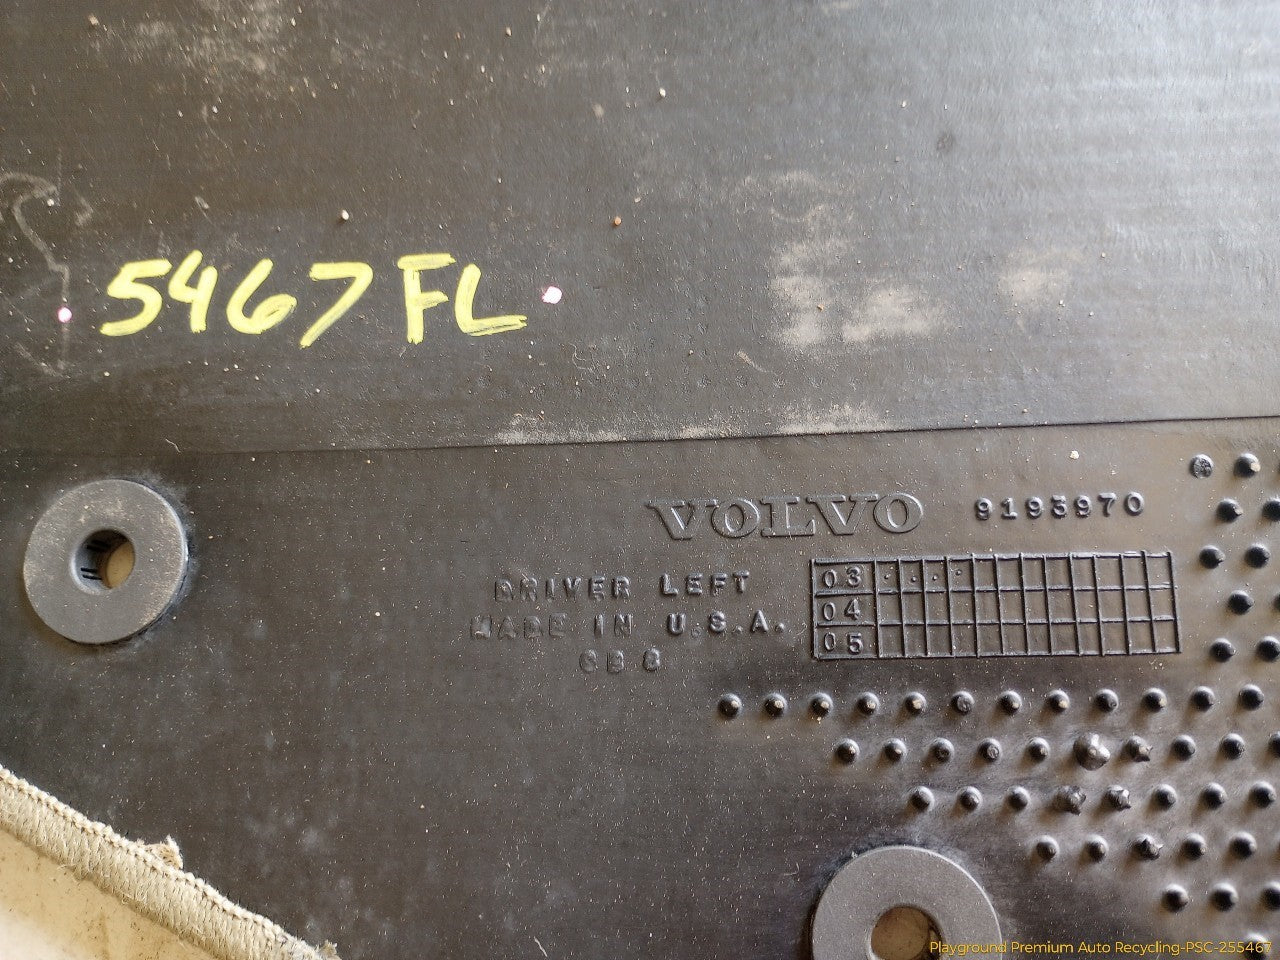 5467 FL
VOLVO 9193970
DRIVER LEFT
MADE IN U.S.A.
03
04
05
Playground Premium Auto Recycling-PSC-255467